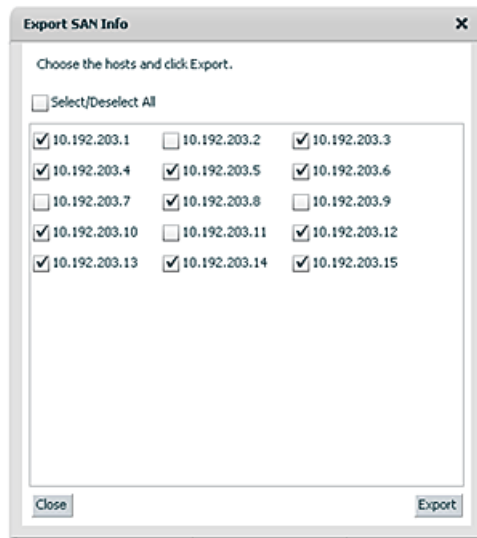 Export SAN Info
Choose the hosts and click Export.
Select/Deselect All
10.192.203.1 10.192.203.2 10.192.203.3
10.192.203.4 10.192.203.5 10.192.203.6
10.192.203.7 10.192.203.8 10.192.203.9
10.192.203.10 10.192.203.11 10.192.203.12
10.192.203.13 10.192.203.14 10.192.203.15
Close Export